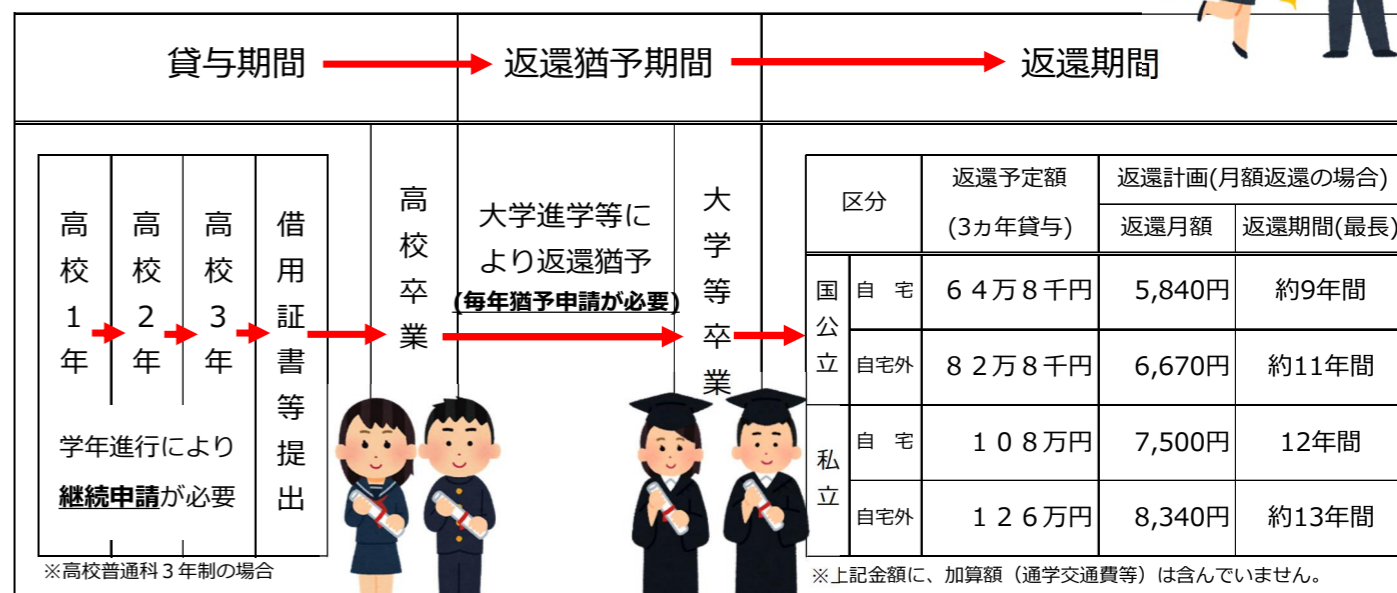 貸与期間
返還猶予期間
返還期間
高校1年
高校2年
高校3年
借用証書等提出
学年進行により
継続申請が必要
※高校普通科３年制の場合
高校卒業
大学進学等に
より返還猶予
(毎年猶予申請が必要)
大学等卒業
区分
返還予定額
(3ヵ年貸与)
返還計画(月額返還の場合)
返還月額 返還期間(最長)
国公立
自 宅 ６４万８千円 5,840円 約9年間
自宅外 ８２万８千円 6,670円 約11年間
私立
自 宅 １０８万円 7,500円 12年間
自宅外 １２６万円 8,340円 約13年間
※上記金額に、加算額（通学交通費等）は含んでいません。